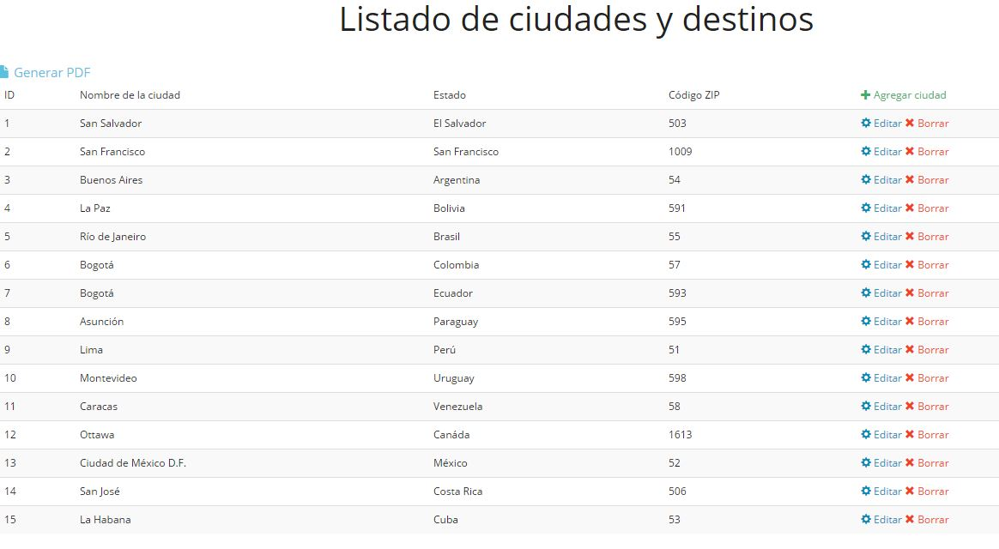 Listado de ciudades y destinos
Generar PDF
ID Nombre de la ciudad Estado Código ZIP Agregar ciudad
1 San Salvador El Salvador 503 Editar Borrar
2 San Francisco San Francisco 1009 Editar Borrar
3 Buenos Aires Argentina 54 Editar Borrar
4 La Paz Bolivia 591 Editar Borrar
5 Río de Janeiro Brasil 55 Editar Borrar
6 Bogotá Colombia 57 Editar Borrar
7 Bogotá Ecuador 593 Editar Borrar
8 Asunción Paraguay 595 Editar Borrar
9 Lima Perú 51 Editar Borrar
10 Montevideo Uruguay 598 Editar Borrar
11 Caracas Venezuela 58 Editar Borrar
12 Ottawa Canáda 1613 Editar Borrar
13 Ciudad de México D.F. México 52 Editar Borrar
14 San José Costa Rica 506 Editar Borrar
15 La Habana Cuba 53 Editar Borrar